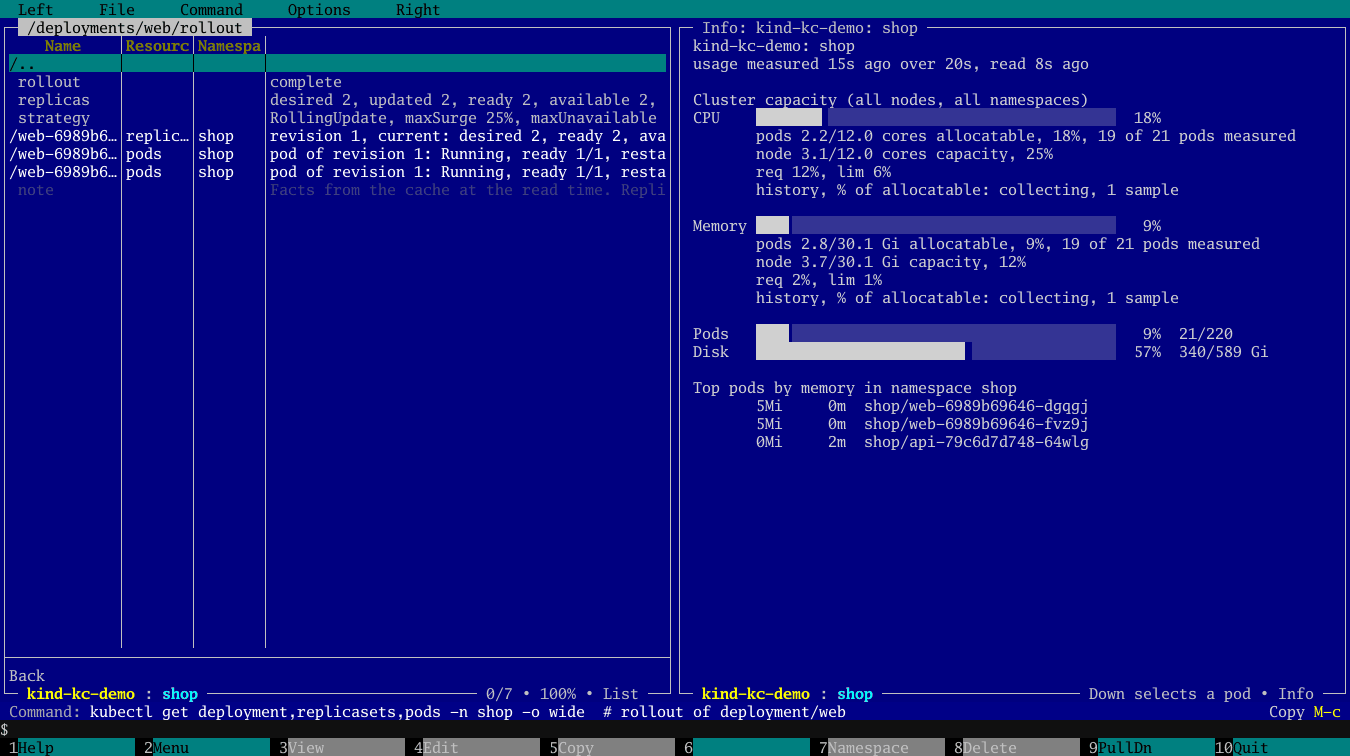 Left File Command Options Right
/deployments/web/rollout
Name Resourc Namespa
/..
rollout complete
replicas desired 2, updated 2, ready 2, available 2,
strategy RollingUpdate, maxSurge 25%, maxUnavailable
/web-6989b6… replic… shop revision 1, current: desired 2, ready 2, ava
/web-6989b6… pods shop pod of revision 1: Running, ready 1/1, resta
/web-6989b6… pods shop pod of revision 1: Running, ready 1/1, resta
note Facts from the cache at the read time. Repli
Back
kind-kc-demo : shop 0/7 • 100% • List
Info: kind-kc-demo: shop
kind-kc-demo: shop
usage measured 15s ago over 20s, read 8s ago
Cluster capacity (all nodes, all namespaces)
CPU 18%
pods 2.2/12.0 cores allocatable, 18%, 19 of 21 pods measured
node 3.1/12.0 cores capacity, 25%
req 12%, lim 6%
history, % of allocatable: collecting, 1 sample
Memory 9%
pods 2.8/30.1 Gi allocatable, 9%, 19 of 21 pods measured
node 3.7/30.1 Gi capacity, 12%
req 2%, lim 1%
history, % of allocatable: collecting, 1 sample
Pods 9% 21/220
Disk 57% 340/589 Gi
Top pods by memory in namespace shop
5Mi 0m shop/web-6989b69646-dgqgj
5Mi 0m shop/web-6989b69646-fvz9j
0Mi 2m shop/api-79c6d7d748-64wlg
kind-kc-demo : shop Down selects a pod • Info
Command: kubectl get deployment,replicasets,pods -n shop -o wide # rollout of deployment/web Copy M-c
$
1Help 2Menu 3View 4Edit 5Copy 6 7Namespace 8Delete 9PullDn 10Quit